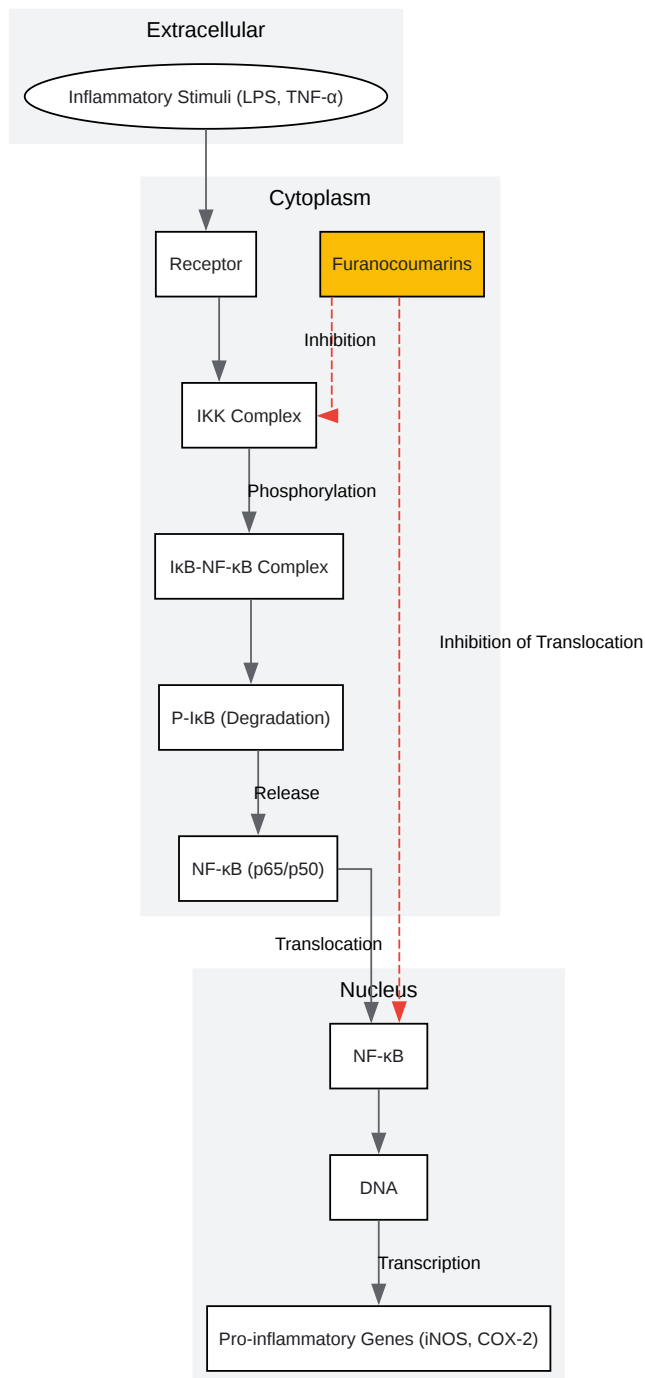 Extracellular
Inflammatory Stimuli (LPS, TNF-α)
Cytoplasm
Receptor
Furanocoumarins
Inhibition
IKK Complex
Phosphorylation
IκB-NF-κB Complex
Inhibition of Translocation
P-IκB (Degradation)
Release
NF-κB (p65/p50)
Translocation
Nucleus
NF-κB
DNA
Transcription
Pro-inflammatory Genes (iNOS, COX-2)